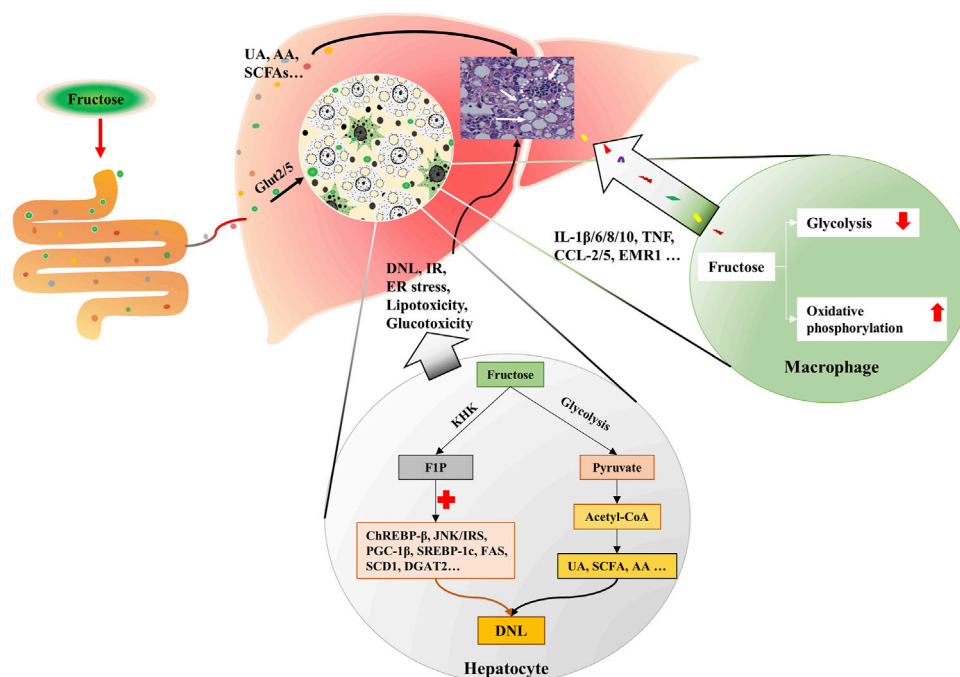 UA, AA,
SCFAs...
Fructose
Glut2/5
DNL, IR,
ER stress,
Lipotoxicity,
Glucotoxicity
IL-1β/6/8/10, TNF,
CCL-2/5, EMR1 ...
Fructose
Glycolysis
Oxidative
phosphorylation
Macrophage
Fructose
KHK
Glycolysis
F1P
Pyruvate
Acetyl-CoA
ChREBP-β, JNK/IRS,
PGC-1β, SREBP-1c, FAS,
SCD1, DGAT2...
UA, SCFA, AA ...
DNL
Hepatocyte